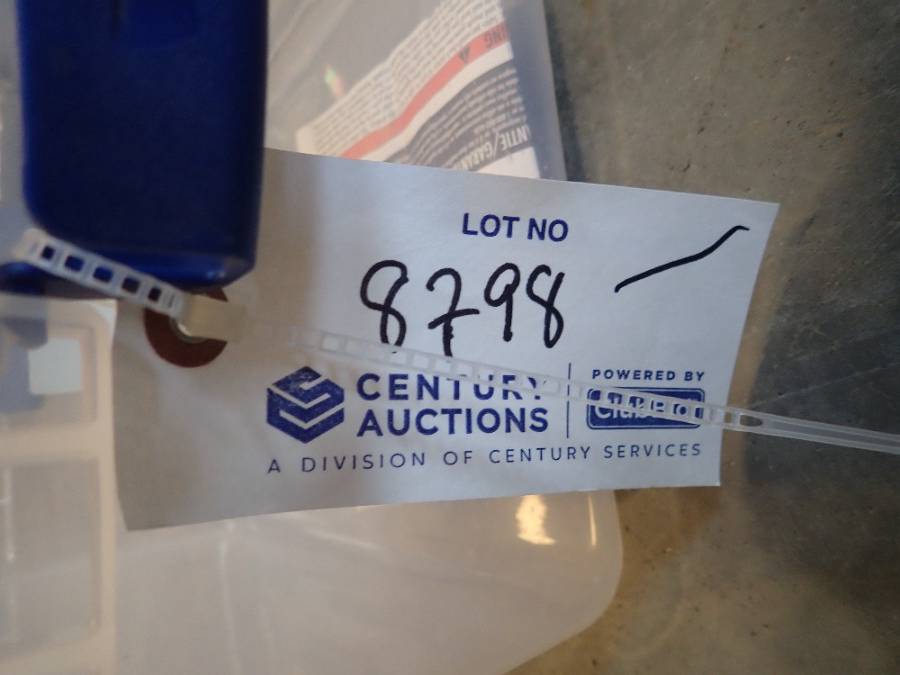 LOT NO
8798
CENTURY
AUCTIONS
POWERED BY
A DIVISION OF CENTURY SERVICES